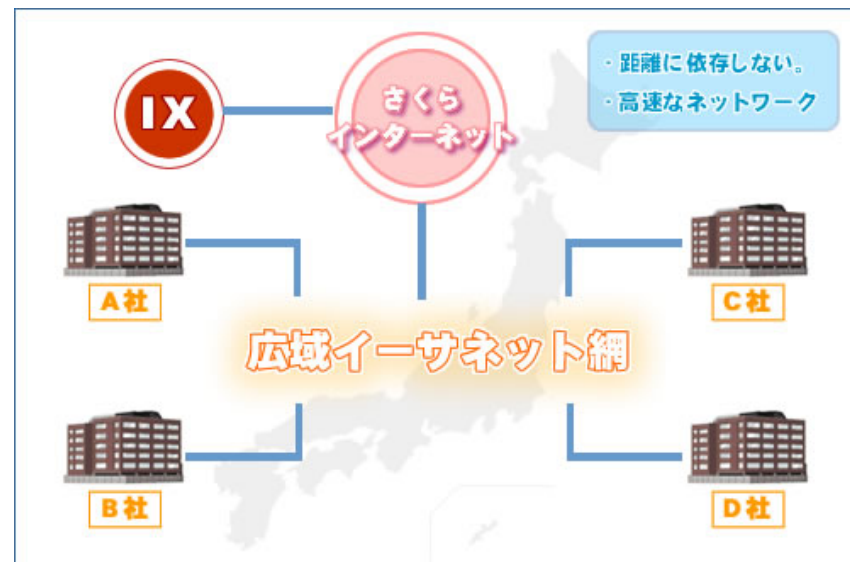 IX
さくら
インターネット
・距離に依存しない。
・高速なネットワーク
A社
C社
広域イーサネット網
B社
D社